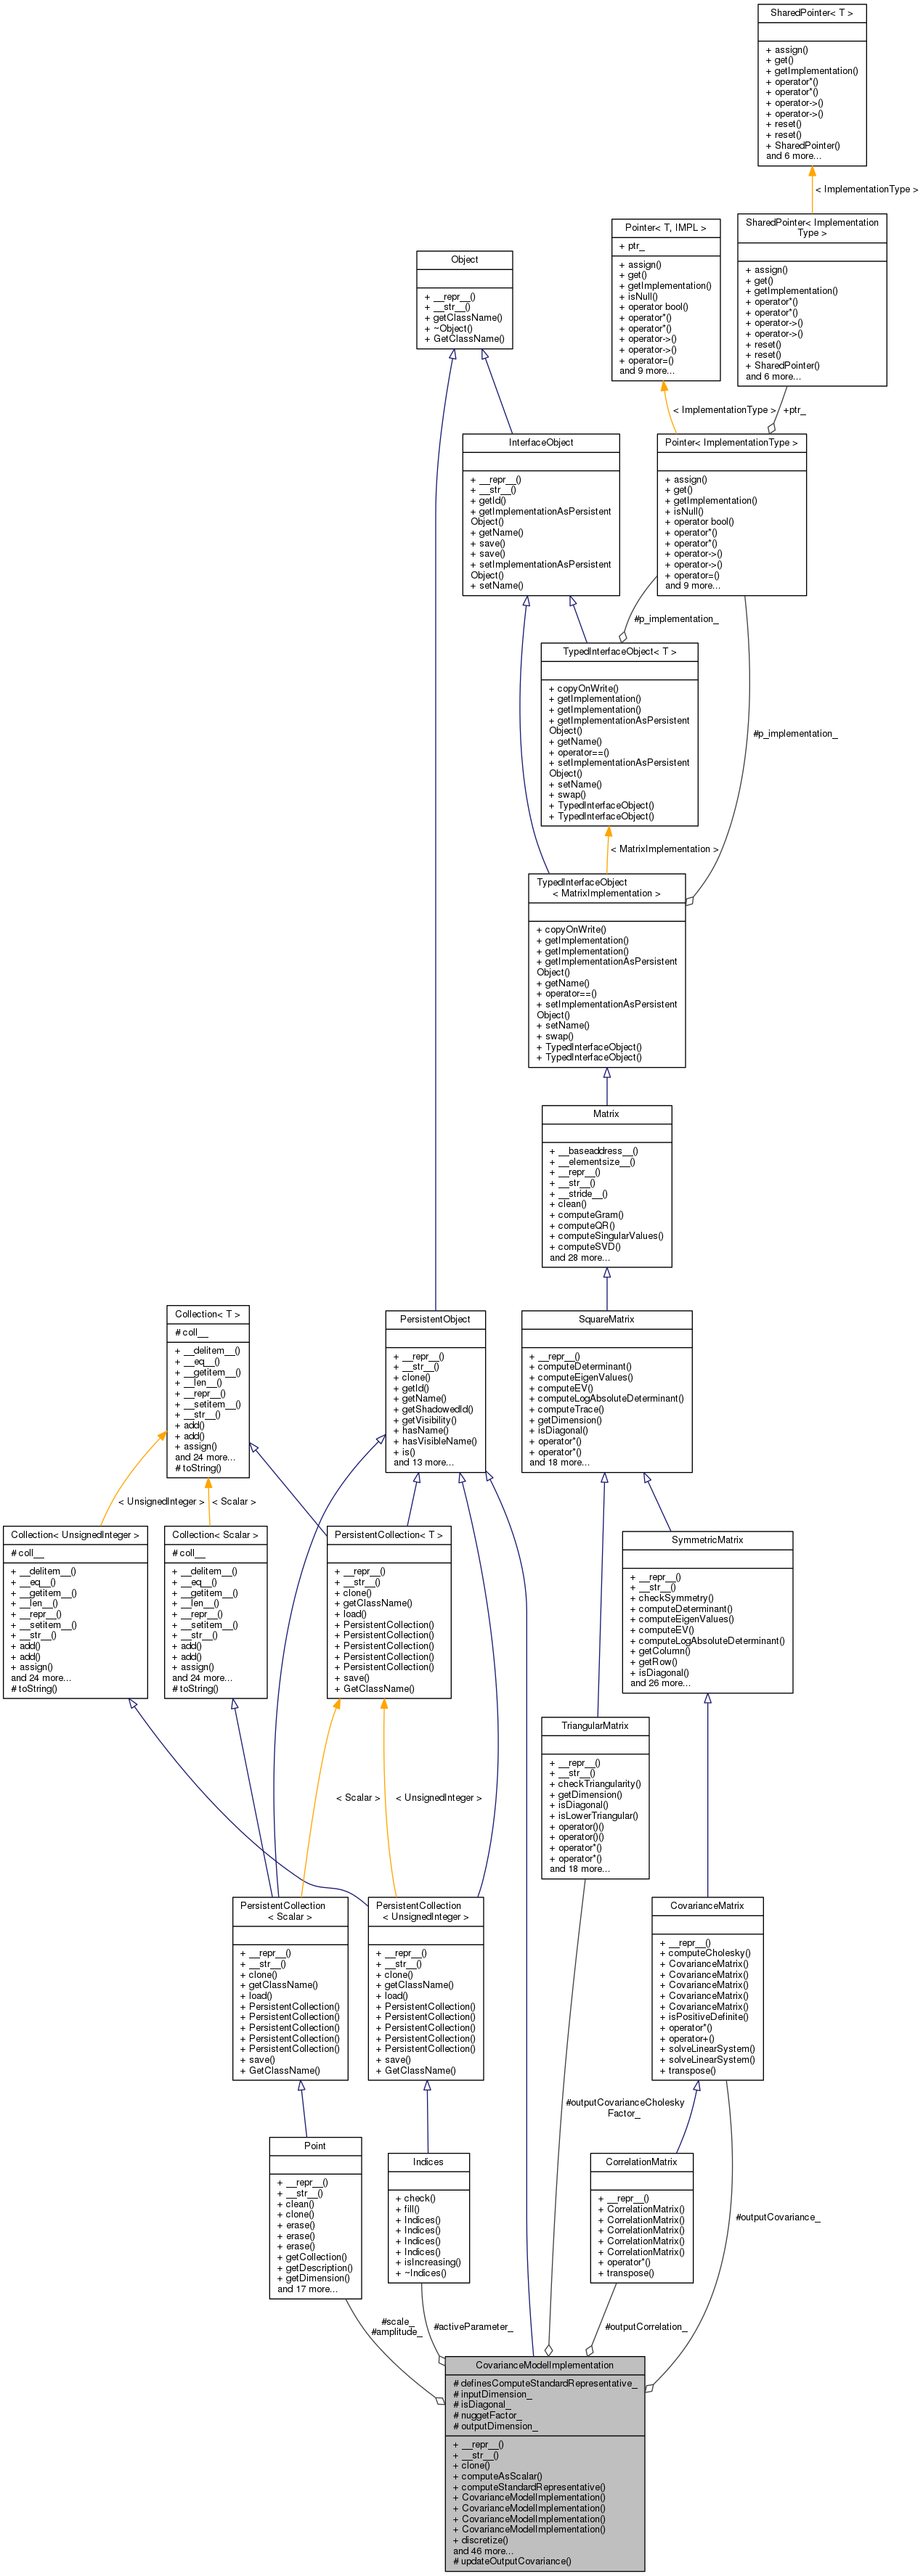 SharedPointer< T >
+ assign()
+ get()
+ getImplementation()
+ operator*()
+ operator*()
+ operator->()
+ operator->()
+ reset()
+ reset()
+ SharedPointer()
and 6 more...
< ImplementationType >
SharedPointer< Implementation
Type >
+ assign()
+ get()
+ getImplementation()
+ operator*()
+ operator*()
+ operator->()
+ operator->()
+ reset()
+ reset()
+ SharedPointer()
and 6 more...
Pointer< T, IMPL >
+ ptr_
+ assign()
+ get()
+ getImplementation()
+ isNull()
+ operator bool()
+ operator*()
+ operator*()
+ operator->()
+ operator->()
+ operator=()
and 9 more...
Object
+ __repr__()
+ __str__()
+ getClassName()
+ ~Object()
+ GetClassName()
< ImplementationType >
+ptr_
InterfaceObject
+ __repr__()
+ __str__()
+ getId()
+ getImplementationAsPersistent
Object()
+ getName()
+ save()
+ save()
+ setImplementationAsPersistent
Object()
+ setName()
Pointer< ImplementationType >
+ assign()
+ get()
+ getImplementation()
+ isNull()
+ operator bool()
+ operator*()
+ operator*()
+ operator->()
+ operator->()
+ operator=()
and 9 more...
#p_implementation_
TypedInterfaceObject< T >
+ copyOnWrite()
+ getImplementation()
+ getImplementation()
+ getImplementationAsPersistent
Object()
+ getName()
+ operator==()
+ setImplementationAsPersistent
Object()
+ setName()
+ swap()
+ TypedInterfaceObject()
+ TypedInterfaceObject()
#p_implementation_
< MatrixImplementation >
TypedInterfaceObject
< MatrixImplementation >
+ copyOnWrite()
+ getImplementation()
+ getImplementation()
+ getImplementationAsPersistent
Object()
+ getName()
+ operator==()
+ setImplementationAsPersistent
Object()
+ setName()
+ swap()
+ TypedInterfaceObject()
+ TypedInterfaceObject()
Matrix
+ __baseaddress__()
+ __elementsize__()
+ __repr__()
+ __str__()
+ __stride__()
+ clean()
+ computeGram()
+ computeQR()
+ computeSingularValues()
+ computeSVD()
and 28 more...
Collection< T >
# coll__
+ __delitem__()
+ __eq__()
+ __getitem__()
+ __len__()
+ __repr__()
+ __setitem__()
+ __str__()
+ add()
+ add()
+ assign()
and 24 more...
# toString()
PersistentObject
+ __repr__()
+ __str__()
+ clone()
+ getId()
+ getName()
+ getShadowedId()
+ getVisibility()
+ hasName()
+ hasVisibleName()
+ is()
and 13 more...
SquareMatrix
+ __repr__()
+ computeDeterminant()
+ computeEigenValues()
+ computeEV()
+ computeLogAbsoluteDeterminant()
+ computeTrace()
+ getDimension()
+ isDiagonal()
+ operator*()
+ operator*()
and 18 more...
< UnsignedInteger >
< Scalar >
Collection< UnsignedInteger >
# coll__
+ __delitem__()
+ __eq__()
+ __getitem__()
+ __len__()
+ __repr__()
+ __setitem__()
+ __str__()
+ add()
+ add()
+ assign()
and 24 more...
# toString()
Collection< Scalar >
# coll__
+ __delitem__()
+ __eq__()
+ __getitem__()
+ __len__()
+ __repr__()
+ __setitem__()
+ __str__()
+ add()
+ add()
+ assign()
and 24 more...
# toString()
PersistentCollection< T >
+ __repr__()
+ __str__()
+ clone()
+ getClassName()
+ load()
+ PersistentCollection()
+ PersistentCollection()
+ PersistentCollection()
+ PersistentCollection()
+ PersistentCollection()
+ save()
+ GetClassName()
SymmetricMatrix
+ __repr__()
+ __str__()
+ checkSymmetry()
+ computeDeterminant()
+ computeEigenValues()
+ computeEV()
+ computeLogAbsoluteDeterminant()
+ getColumn()
+ getRow()
+ isDiagonal()
and 26 more...
TriangularMatrix
+ __repr__()
+ __str__()
+ checkTriangularity()
+ getDimension()
+ isDiagonal()
+ isLowerTriangular()
+ operator()()
+ operator()()
+ operator*()
+ operator*()
and 18 more...
< Scalar >
< UnsignedInteger >
PersistentCollection
< Scalar >
+ __repr__()
+ __str__()
+ clone()
+ getClassName()
+ load()
+ PersistentCollection()
+ PersistentCollection()
+ PersistentCollection()
+ PersistentCollection()
+ PersistentCollection()
+ save()
+ GetClassName()
PersistentCollection
< UnsignedInteger >
+ __repr__()
+ __str__()
+ clone()
+ getClassName()
+ load()
+ PersistentCollection()
+ PersistentCollection()
+ PersistentCollection()
+ PersistentCollection()
+ PersistentCollection()
+ save()
+ GetClassName()
CovarianceMatrix
+ __repr__()
+ computeCholesky()
+ CovarianceMatrix()
+ CovarianceMatrix()
+ CovarianceMatrix()
+ CovarianceMatrix()
+ CovarianceMatrix()
+ isPositiveDefinite()
+ operator*()
+ operator+()
+ solveLinearSystem()
+ solveLinearSystem()
+ transpose()
#outputCovarianceCholesky
Factor_
Point
+ __repr__()
+ __str__()
+ clean()
+ clone()
+ erase()
+ erase()
+ erase()
+ getCollection()
+ getDescription()
+ getDimension()
and 17 more...
Indices
+ check()
+ fill()
+ Indices()
+ Indices()
+ Indices()
+ Indices()
+ isIncreasing()
+ ~Indices()
CorrelationMatrix
+ __repr__()
+ CorrelationMatrix()
+ CorrelationMatrix()
+ CorrelationMatrix()
+ CorrelationMatrix()
+ CorrelationMatrix()
+ operator*()
+ transpose()
#outputCovariance_
#scale_
#amplitude_
#activeParameter_
#outputCorrelation_
CovarianceModelImplementation
# definesComputeStandardRepresentative_
# inputDimension_
# isDiagonal_
# nuggetFactor_
# outputDimension_
+ __repr__()
+ __str__()
+ clone()
+ computeAsScalar()
+ computeStandardRepresentative()
+ CovarianceModelImplementation()
+ CovarianceModelImplementation()
+ CovarianceModelImplementation()
+ CovarianceModelImplementation()
+ discretize()
and 46 more...
# updateOutputCovariance()